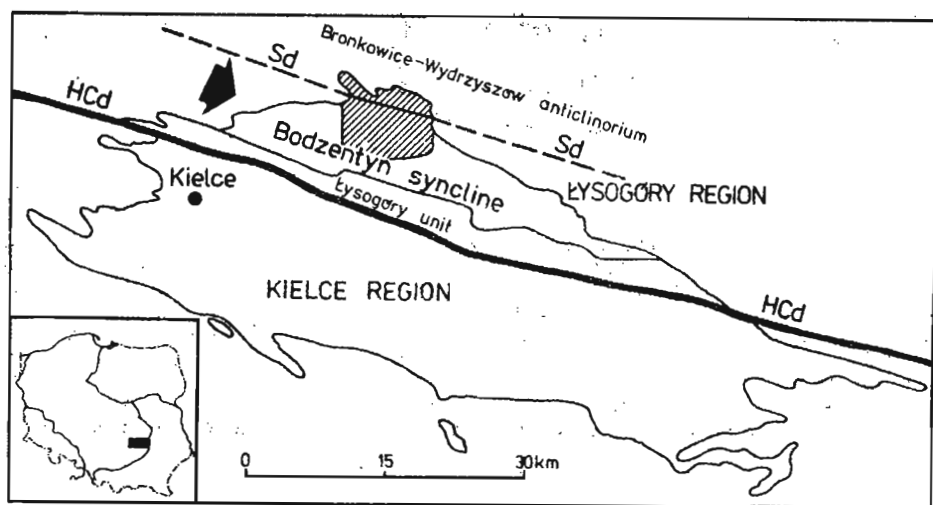 Bronkowice-Wydrzyszów anticlinorium
Sd
HCd
Bodzentyn syncline
Sd
Kielce
Łysogóry unit
ŁYSOGÓRY REGION
KIELCE REGION
HCd
0 15 30km